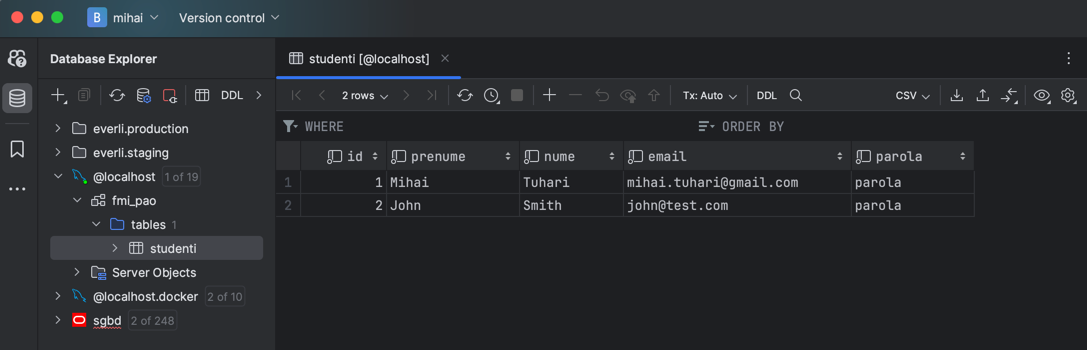 B mihai Version control
Database Explorer
studenti [@localhost]
2 rows
Tx: Auto
DDL
CSV
DDL
WHERE
ORDER BY
everli.production
everli.staging
@localhost 1 of 19
fmi_pao
tables 1
studenti
Server Objects
@localhost.docker 2 of 10
sgbd 2 of 248
id prenume nume email parola
1 1 Mihai Tuhari mihai.tuhari@gmail.com parola
2 2 John Smith john@test.com parola